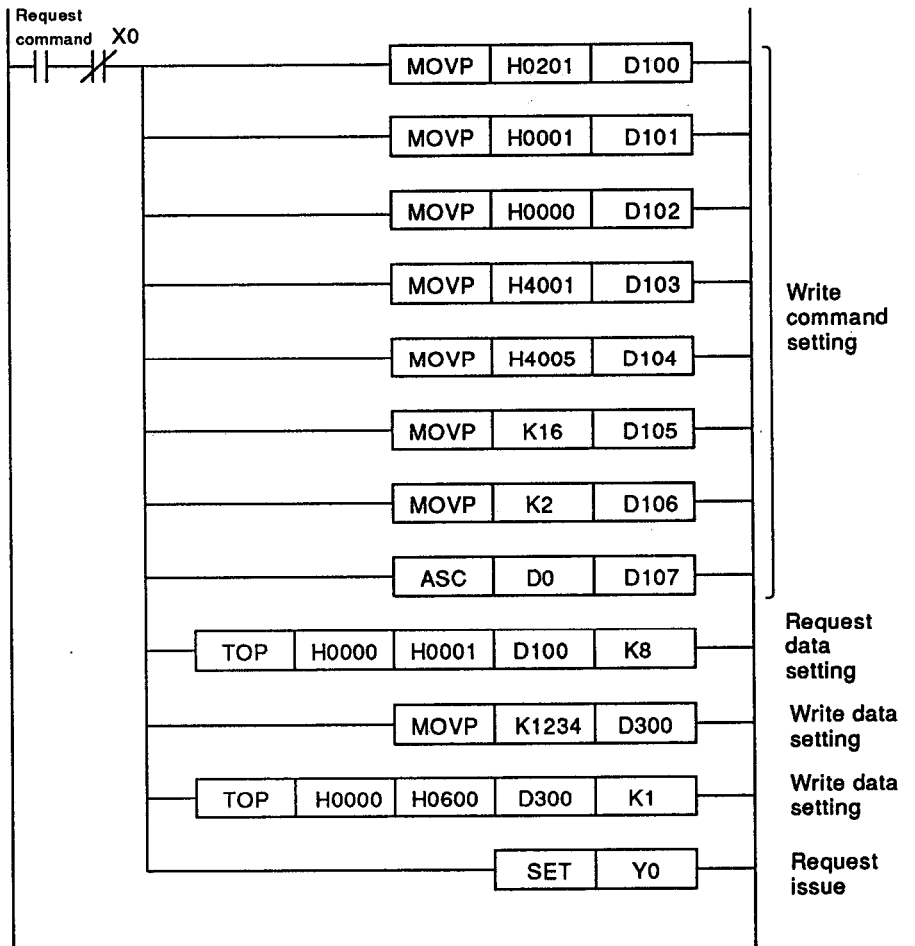 Request
command X0
MOVP H0201 D100
MOVP H0001 D101
MOVP H0000 D102
MOVP H4001 D103
MOVP H4005 D104
MOVP K16 D105
MOVP K2 D106
ASC D0 D107
Write
command
setting
TOP H0000 H0001 D100 K8
Request
data
setting
MOVP K1234 D300
Write data
setting
TOP H0000 H0600 D300 K1
Write data
setting
SET Y0
Request
issue